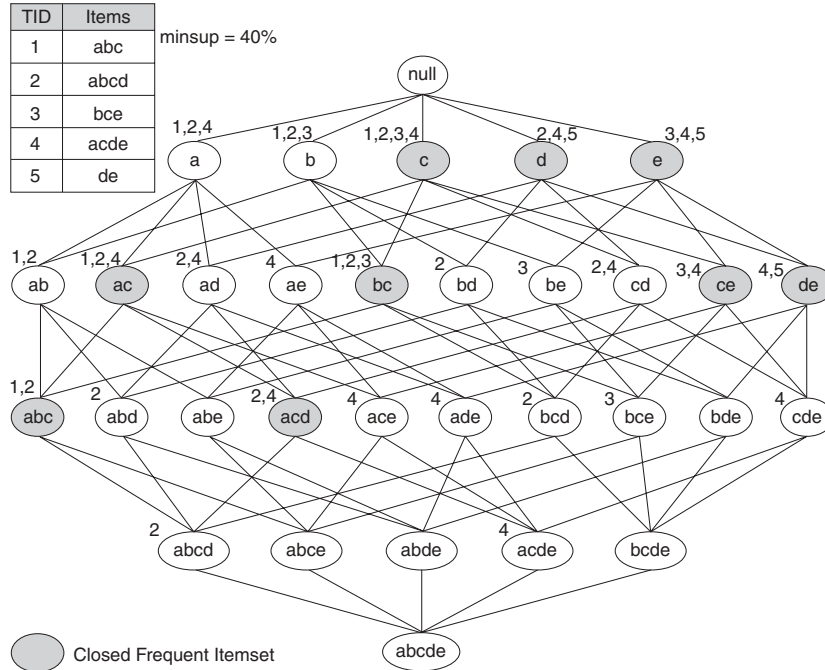 TID Items
1 abc
2 abcd
3 bce
4 acde
5 de
minsup = 40%
null
1,2,4 1,2,3 1,2,3,4 2,4,5 3,4,5
a b c d e
1,2 1,2,4 2,4 4 1,2,3 2 3 2,4 3,4 4,5
ab ac ad ae bc bd be cd ce de
1,2 2 2,4 4 4 2 3 4
abc abd abe acd ace ade bcd bce bde cde
2 4
abcd abce abde acde bcde
abcde
Closed Frequent Itemset